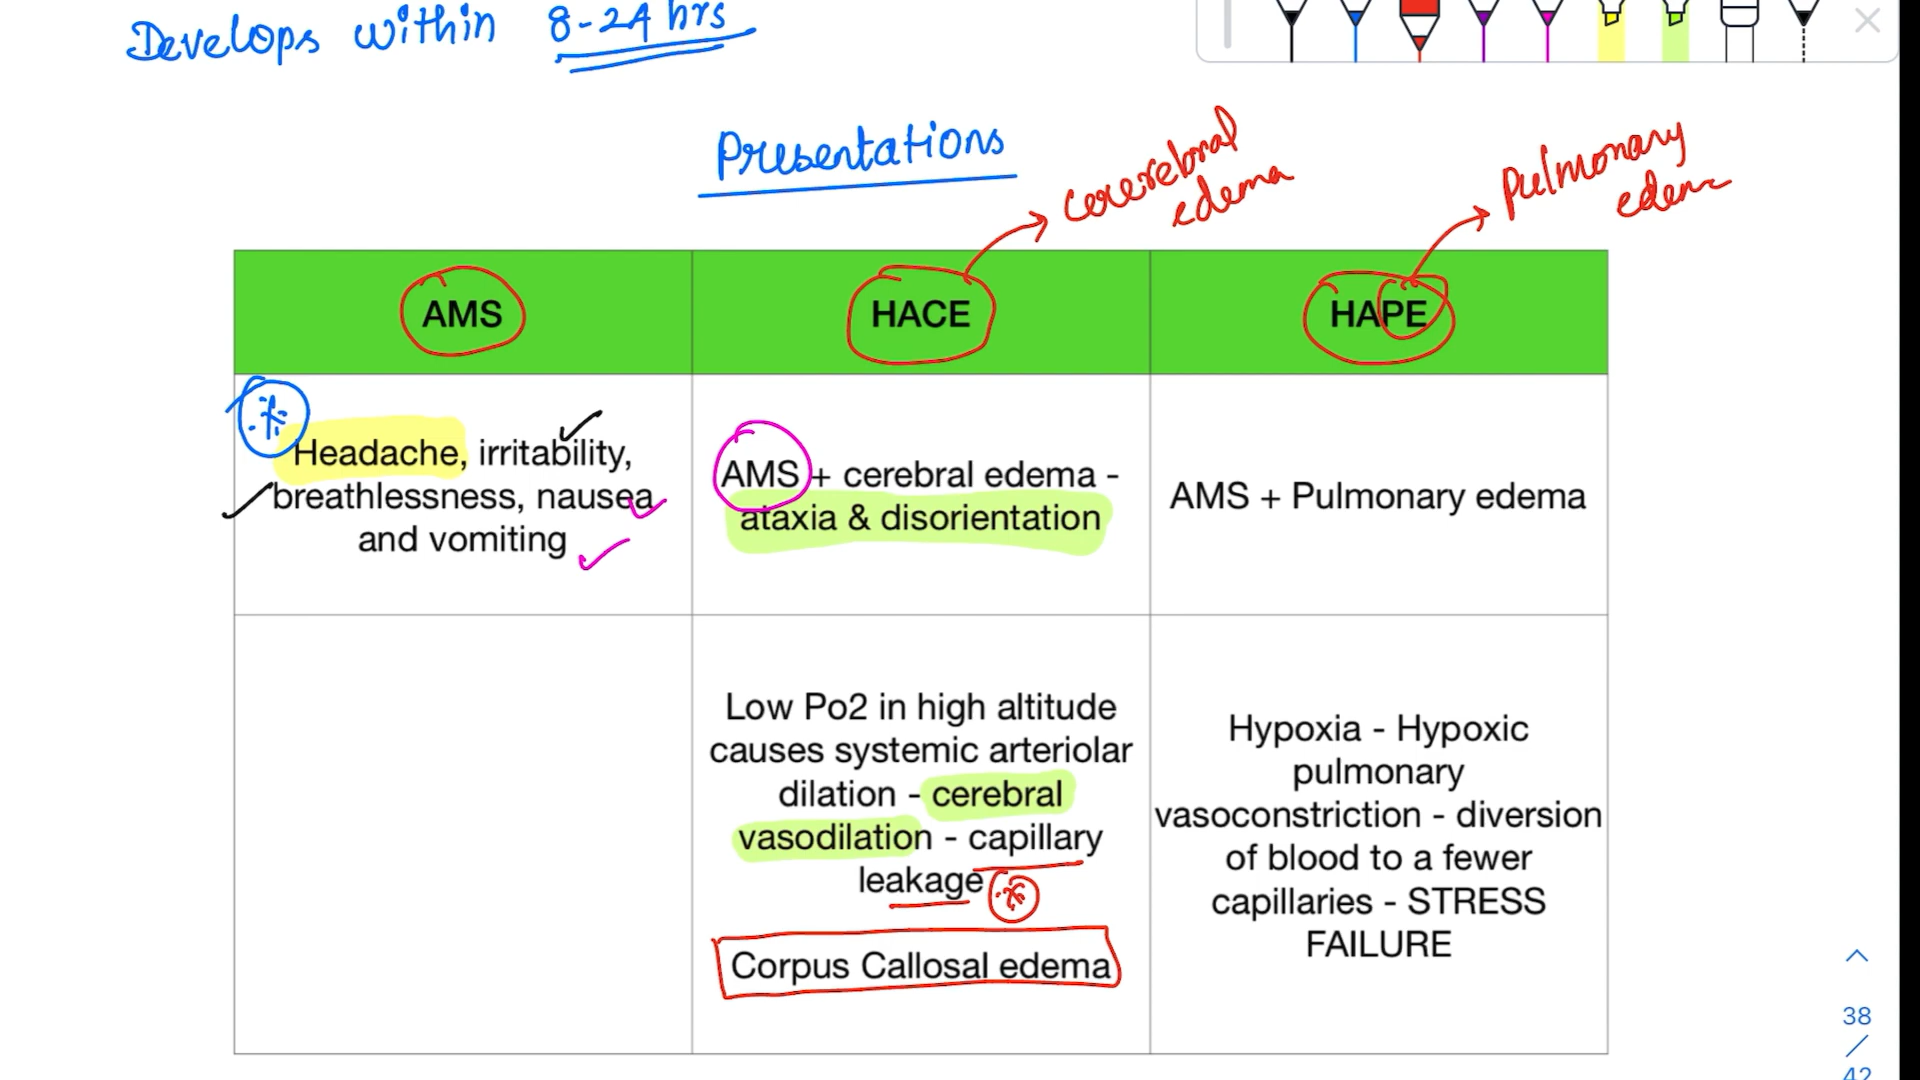 Develops within 8-24 hrs
Presentations
cererebral
edema
Pulmonary
edema
AMS
HACE
HAPE
Headache, irritability,
breathlessness, nausea
and vomiting
AMS + cerebral edema -
ataxia & disorientation
AMS + Pulmonary edema
Low Po2 in high altitude
causes systemic arteriolar
dilation - cerebral
vasodilation - capillary
leakage
Corpus Callosal edema
Hypoxia - Hypoxic
pulmonary
vasoconstriction - diversion
of blood to a fewer
capillaries - STRESS
FAILURE
38
/
42